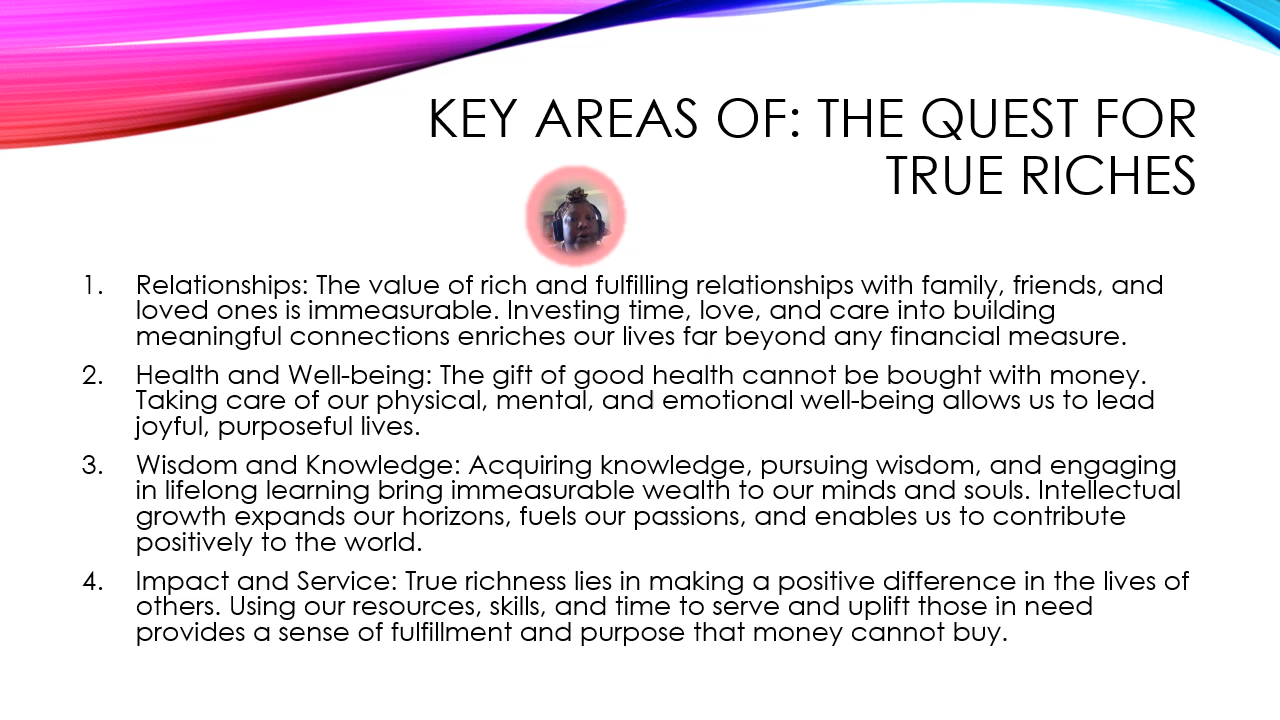 KEY AREAS OF: THE QUEST FOR
TRUE RICHES
1. Relationships: The value of rich and fulfilling relationships with family, friends, and
loved ones is immeasurable. Investing time, love, and care into building
meaningful connections enriches our lives far beyond any financial measure.
2. Health and Well-being: The gift of good health cannot be bought with money.
Taking care of our physical, mental, and emotional well-being allows us to lead
joyful, purposeful lives.
3. Wisdom and Knowledge: Acquiring knowledge, pursuing wisdom, and engaging
in lifelong learning bring immeasurable wealth to our minds and souls. Intellectual
growth expands our horizons, fuels our passions, and enables us to contribute
positively to the world.
4. Impact and Service: True richness lies in making a positive difference in the lives of
others. Using our resources, skills, and time to serve and uplift those in need
provides a sense of fulfillment and purpose that money cannot buy.